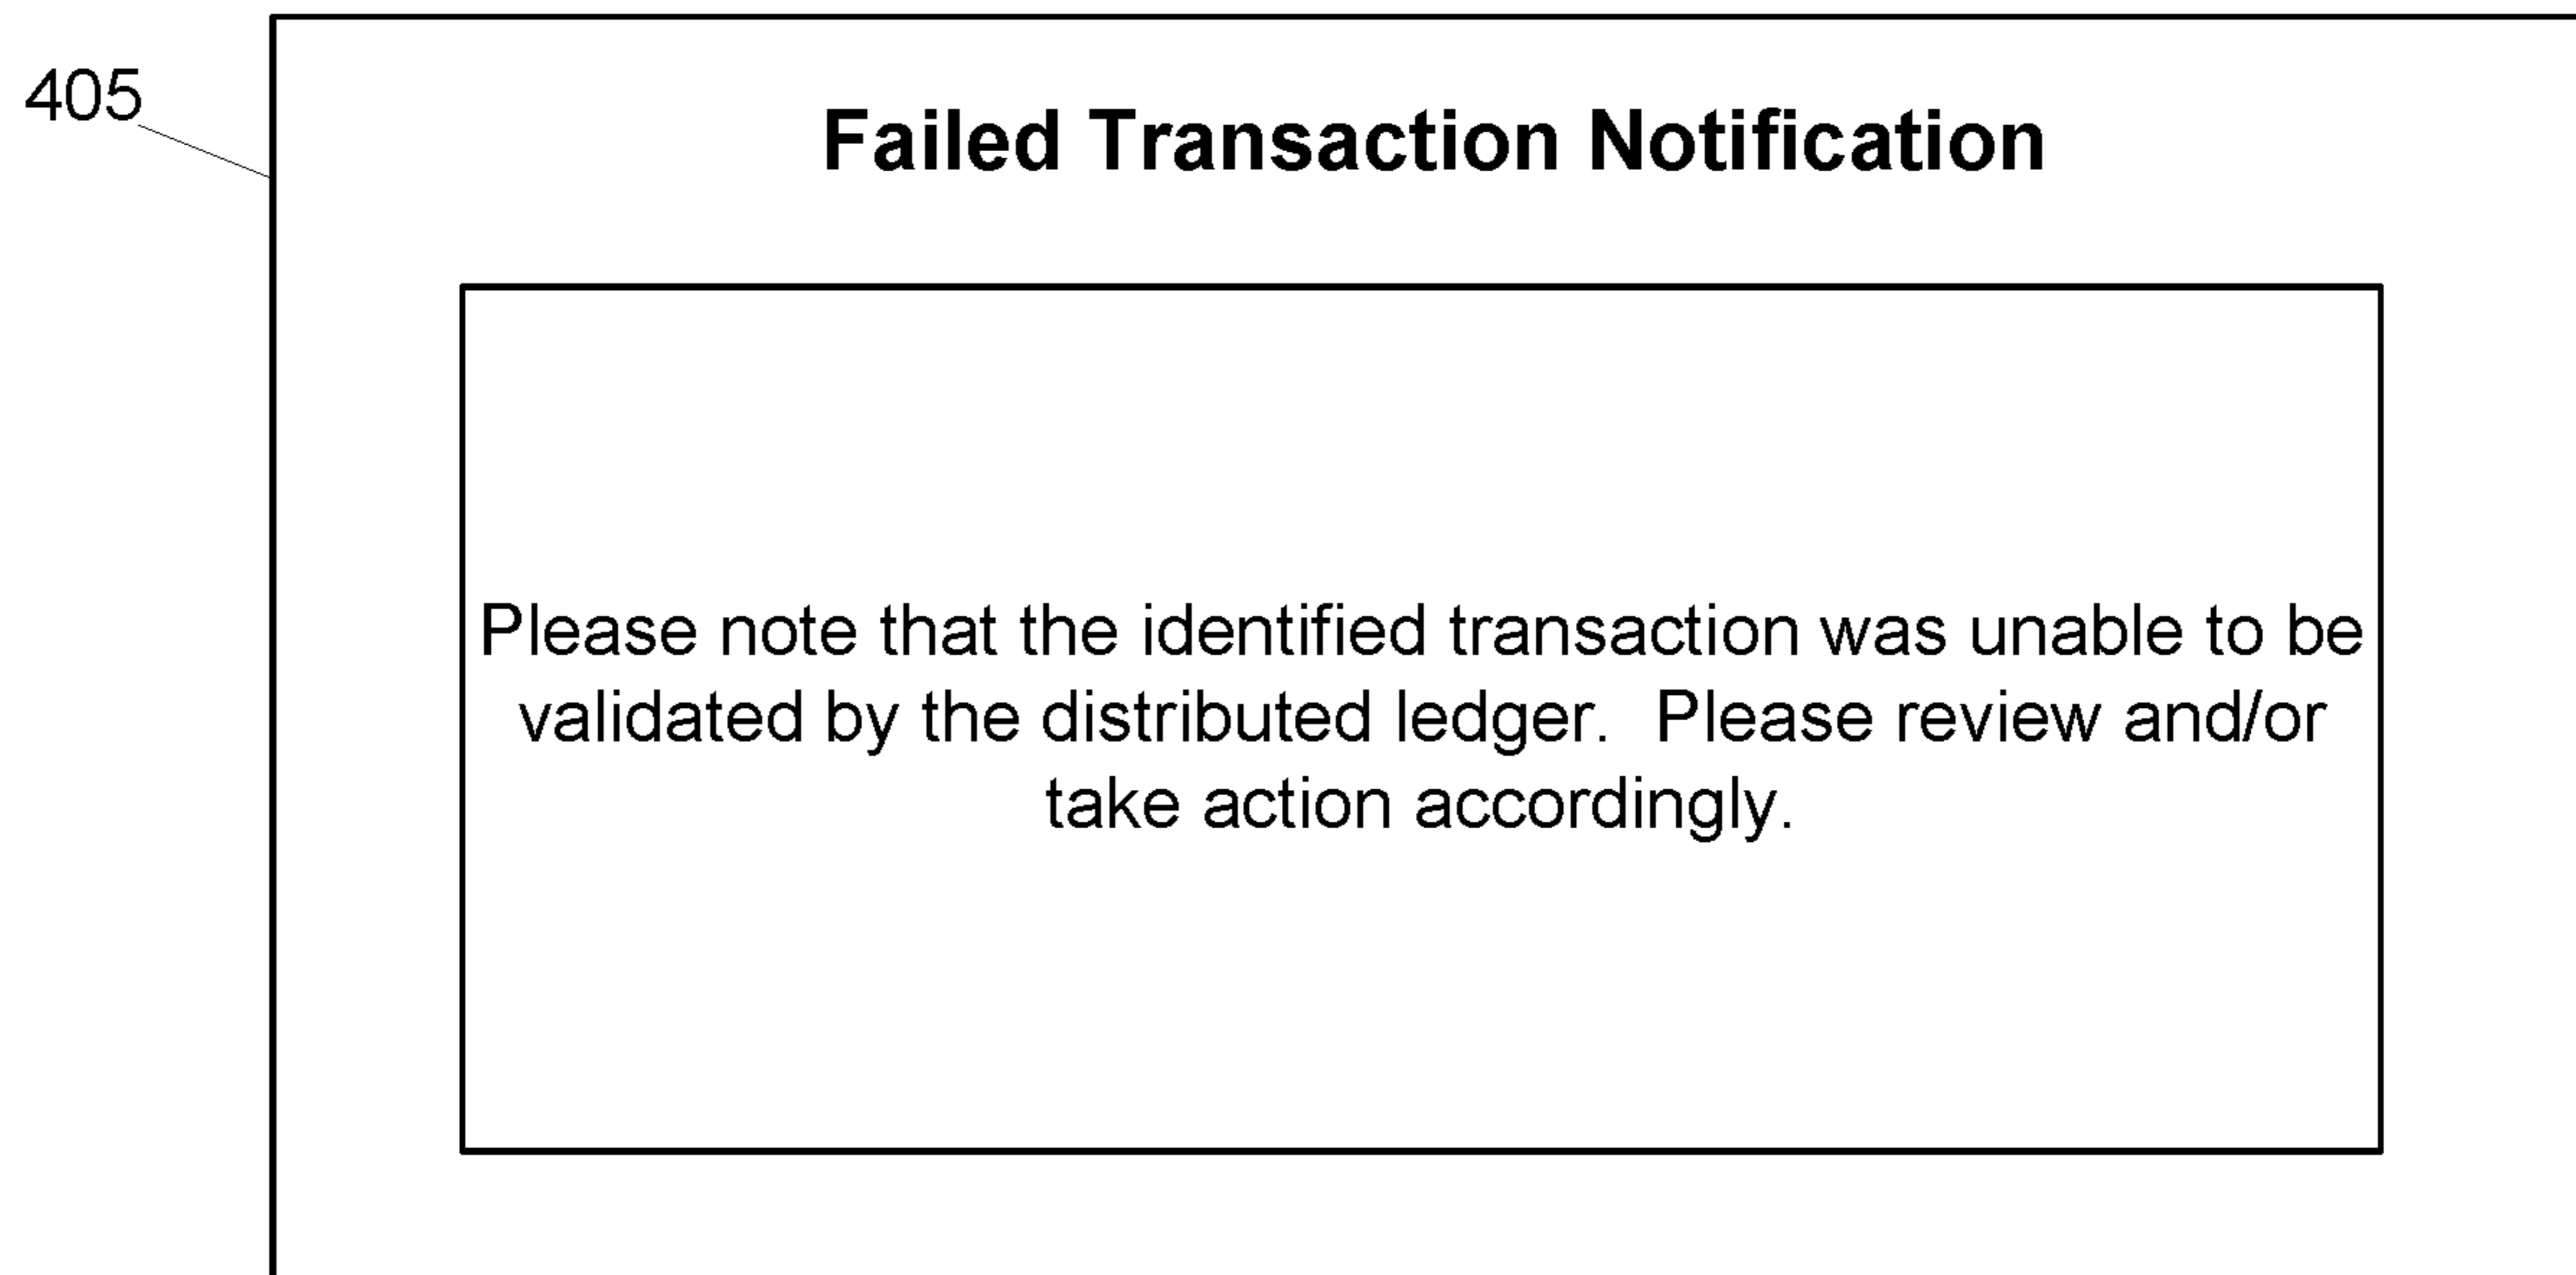 405
Failed Transaction Notification
Please note that the identified transaction was unable to be
validated by the distributed ledger.  Please review and/or
take action accordingly.